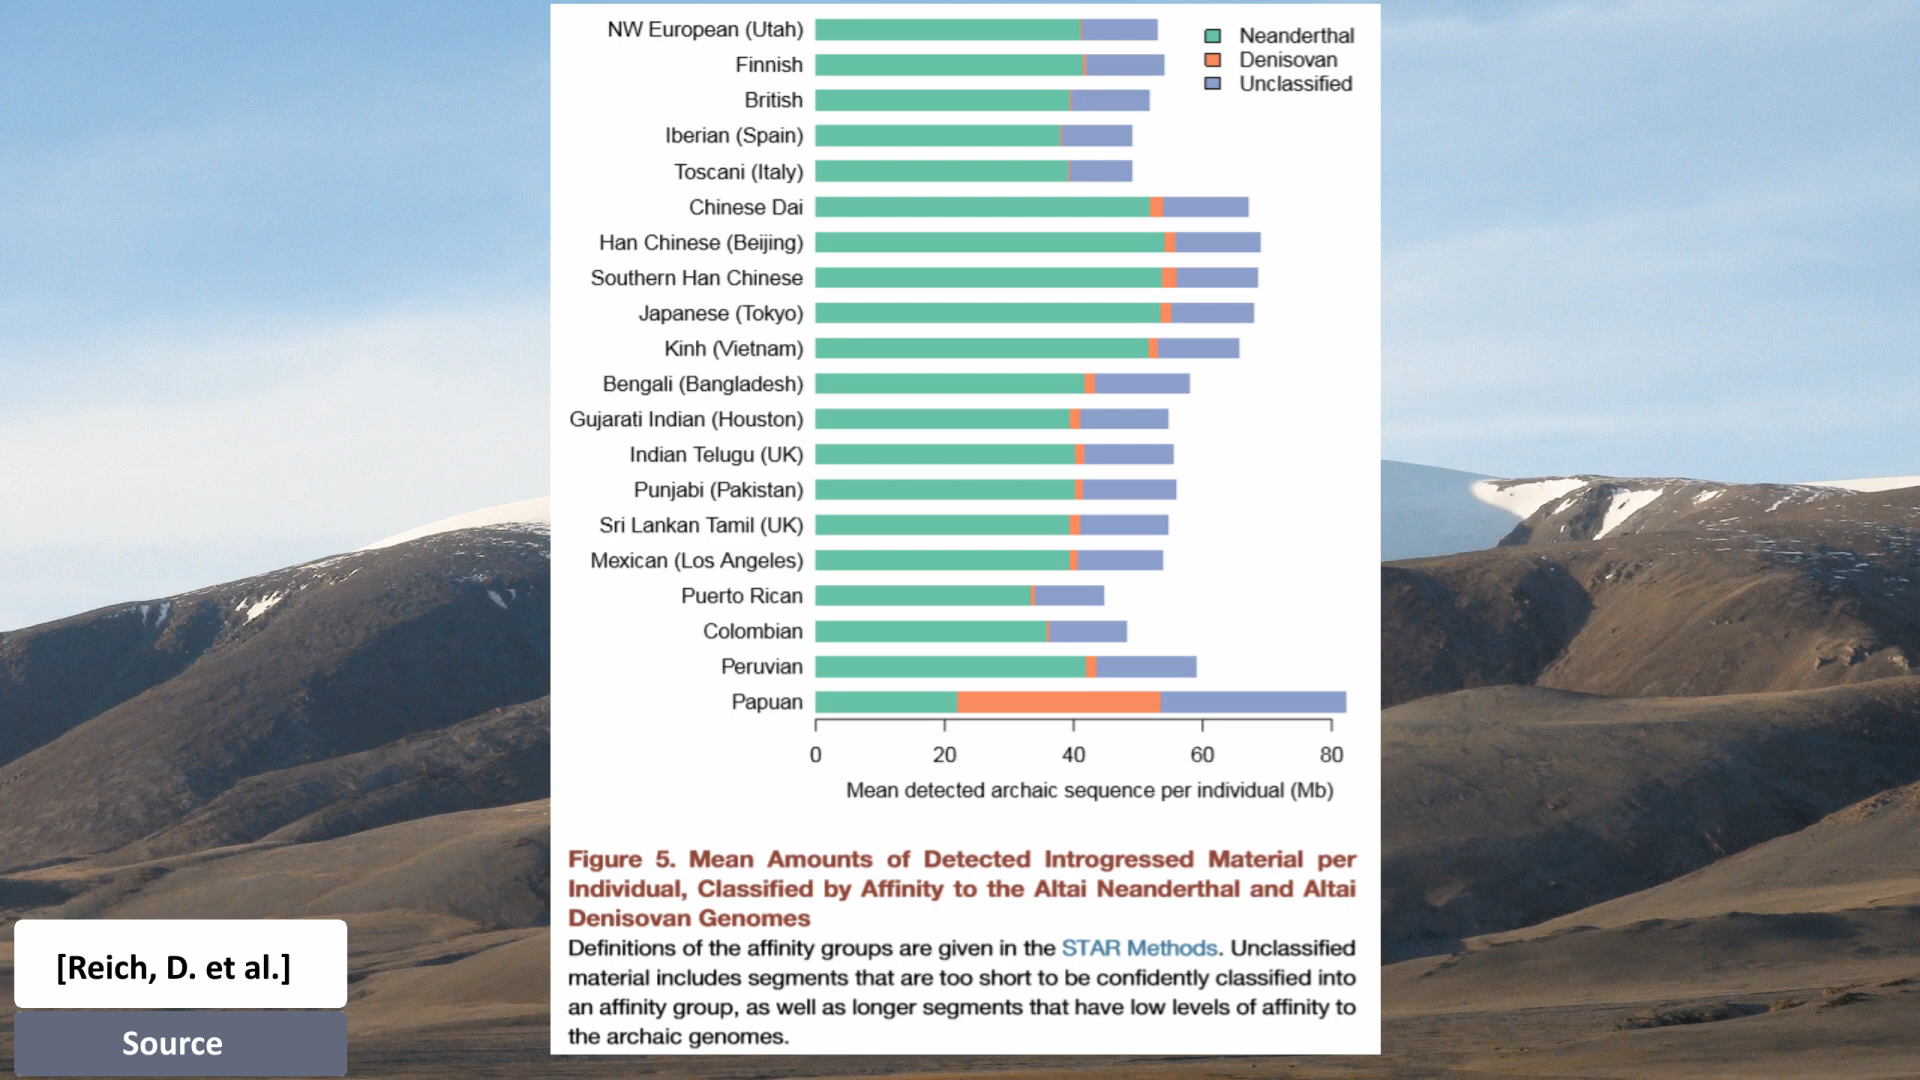 NW European (Utah)
Finnish
British
Iberian (Spain)
Toscani (Italy)
Chinese Dai
Han Chinese (Beijing)
Southern Han Chinese
Japanese (Tokyo)
Kinh (Vietnam)
Bengali (Bangladesh)
Gujarati Indian (Houston)
Indian Telugu (UK)
Punjabi (Pakistan)
Sri Lankan Tamil (UK)
Mexican (Los Angeles)
Puerto Rican
Colombian
Peruvian
Papuan
Neanderthal
Denisovan
Unclassified
0 20 40 60 80
Mean detected archaic sequence per individual (Mb)
Figure 5. Mean Amounts of Detected Introgressed Material per
Individual, Classified by Affinity to the Altai Neanderthal and Altai
Denisovan Genomes
Definitions of the affinity groups are given in the STAR Methods. Unclassified
material includes segments that are too short to be confidently classified into
an affinity group, as well as longer segments that have low levels of affinity to
the archaic genomes.
[Reich, D. et al.]
Source